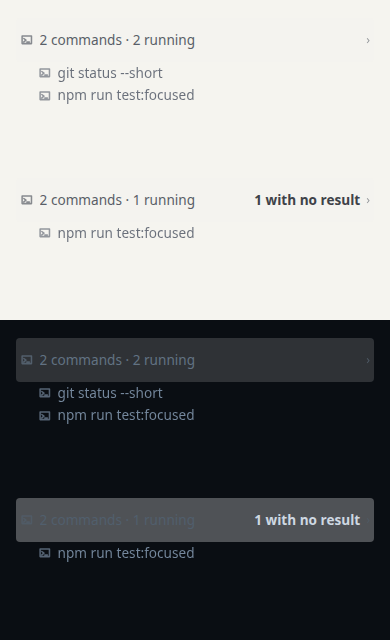 2 commands · 2 running ›
git status --short
npm run test:focused
2 commands · 1 running 1 with no result ›
npm run test:focused
2 commands · 2 running ›
git status --short
npm run test:focused
2 commands · 1 running 1 with no result
npm run test:focused